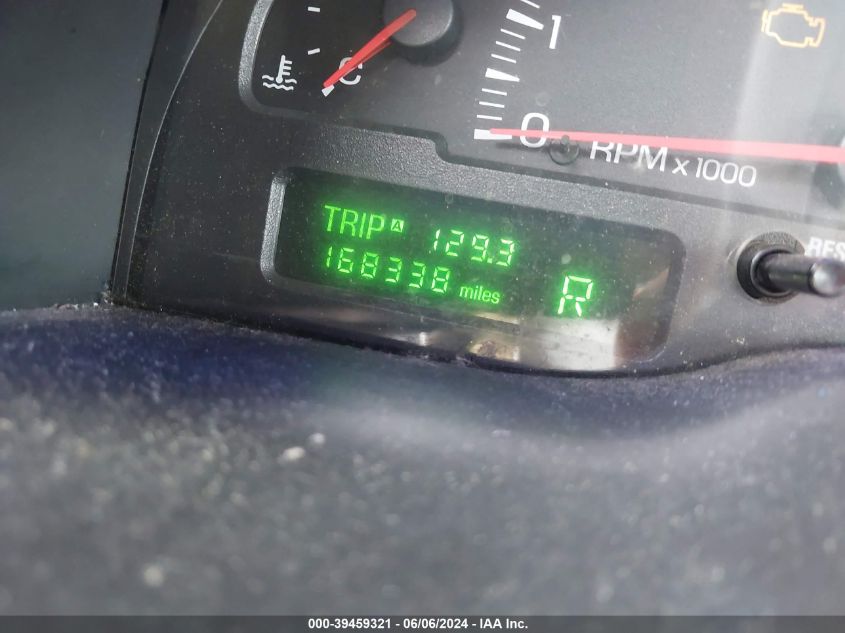 1
C
0
RPM x 1000
TRIP A 129.3
168338 miles
R
RES
000-39459321 - 06/06/2024 - IAA Inc.